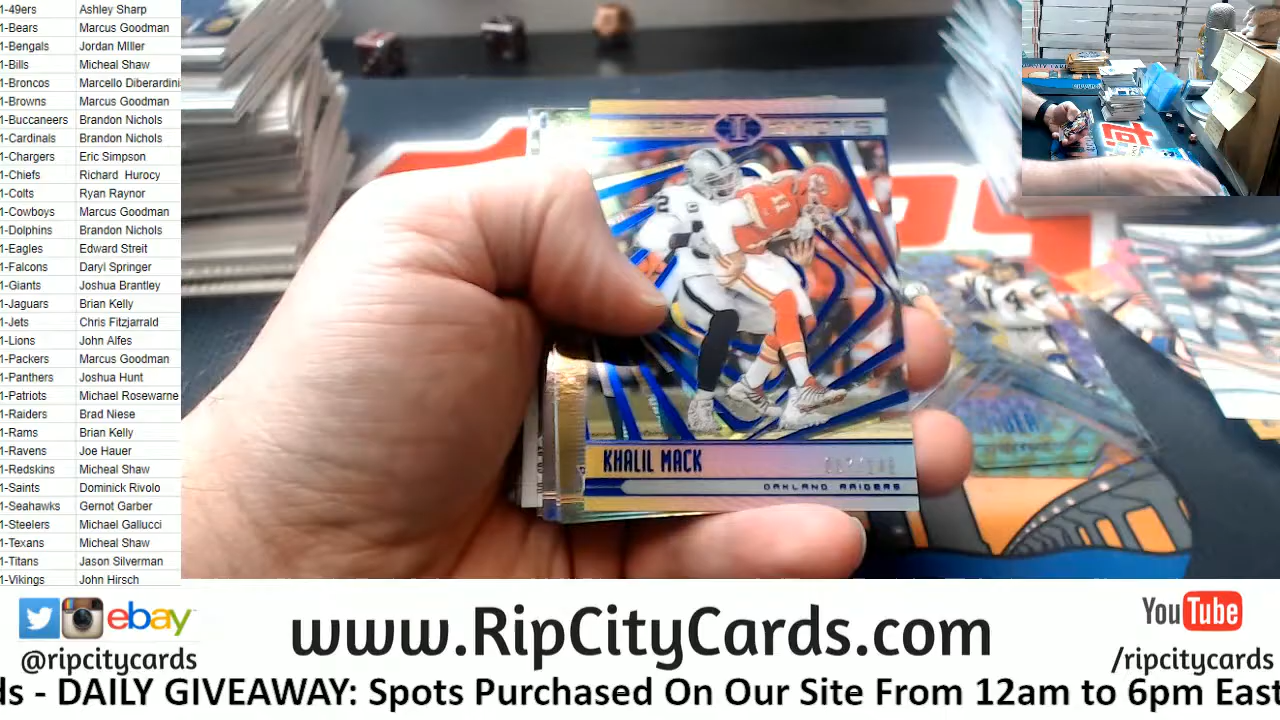 1-49ers Ashley Sharp
1-Bears Marcus Goodman
1-Bengals Jordan MIller
1-Bills Micheal Shaw
1-Broncos Marcello Diberardini
1-Browns Marcus Goodman
1-Buccaneers Brandon Nichols
1-Cardinals Brandon Nichols
1-Chargers Eric Simpson
1-Chiefs Richard Hurocy
1-Colts Ryan Raynor
1-Cowboys Marcus Goodman
1-Dolphins Brandon Nichols
1-Eagles Edward Streit
1-Falcons Daryl Springer
1-Giants Joshua Brantley
1-Jaguars Brian Kelly
1-Jets Chris Fitzjarrald
1-Lions John Alfes
1-Packers Marcus Goodman
1-Panthers Joshua Hunt
1-Patriots Michael Rosewarne
1-Raiders Brad Niese
1-Rams Brian Kelly
1-Ravens Joe Hauer
1-Redskins Micheal Shaw
1-Saints Dominick Rivolo
1-Seahawks Gernot Garber
1-Steelers Michael Gallucci
1-Texans Micheal Shaw
1-Titans Jason Silverman
1-Vikings John Hirsch
KHALIL MACK
OAKLAND RAIDERS
11
ebay
@ripcitycards
www.RipCityCards.com
YouTube
/ripcitycards
ds - DAILY GIVEAWAY: Spots Purchased On Our Site From 12am to 6pm East